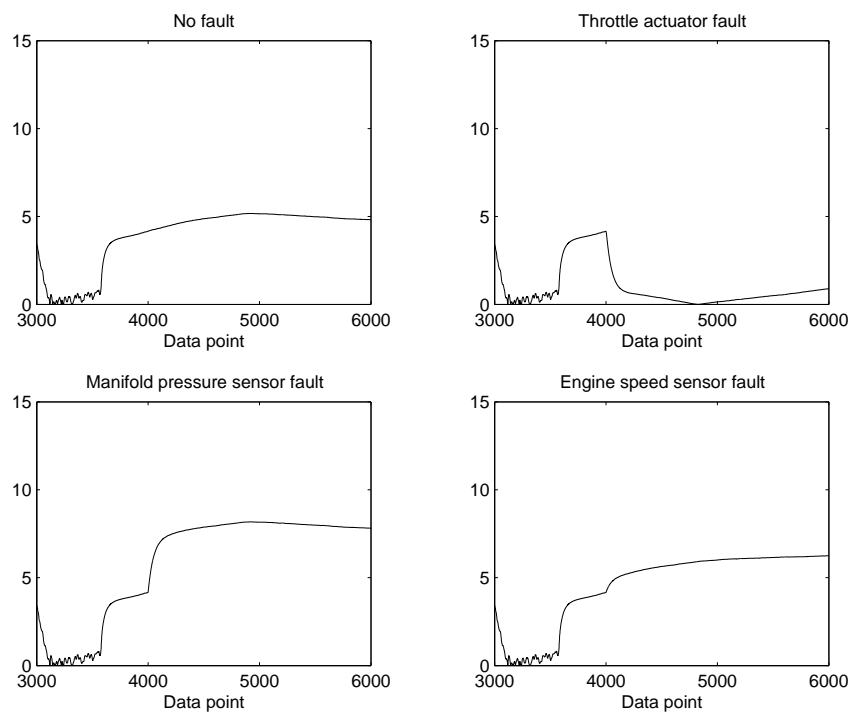 No fault
15
10
5
0
3000 4000 5000 6000
Data point
Throttle actuator fault
15
10
5
0
3000 4000 5000 6000
Data point
Manifold pressure sensor fault
15
10
5
0
3000 4000 5000 6000
Data point
Engine speed sensor fault
15
10
5
0
3000 4000 5000 6000
Data point